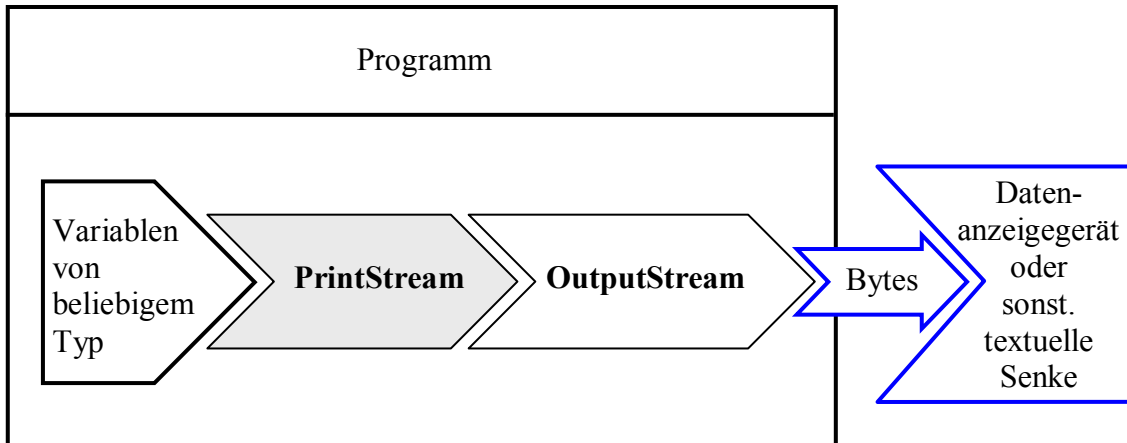 Programm
Variablen
von
beliebigem
Typ
PrintStream
OutputStream
Bytes
Daten-
anzeigegerät
oder
sonst.
textuelle
Senke